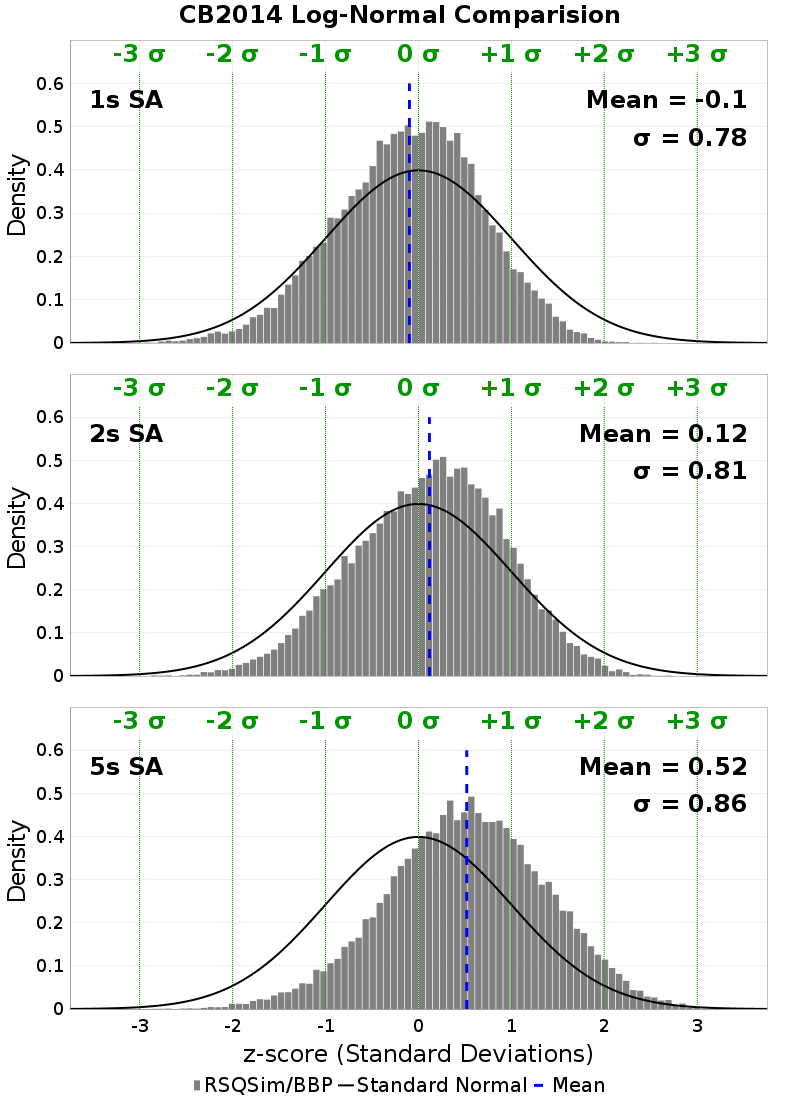 CB2014 Log-Normal Comparision
-3 σ -2 σ -1 σ 0 σ +1 σ +2 σ +3 σ
1s SA
Mean = -0.1
σ = 0.78
Density
0.6
0.5
0.4
0.3
0.2
0.1
0
-3 σ -2 σ -1 σ 0 σ +1 σ +2 σ +3 σ
2s SA
Mean = 0.12
σ = 0.81
Density
0.6
0.5
0.4
0.3
0.2
0.1
0
-3 σ -2 σ -1 σ 0 σ +1 σ +2 σ +3 σ
5s SA
Mean = 0.52
σ = 0.86
Density
0.6
0.5
0.4
0.3
0.2
0.1
0
-3 -2 -1 0 1 2 3
z-score (Standard Deviations)
RSQSim/BBP Standard Normal Mean